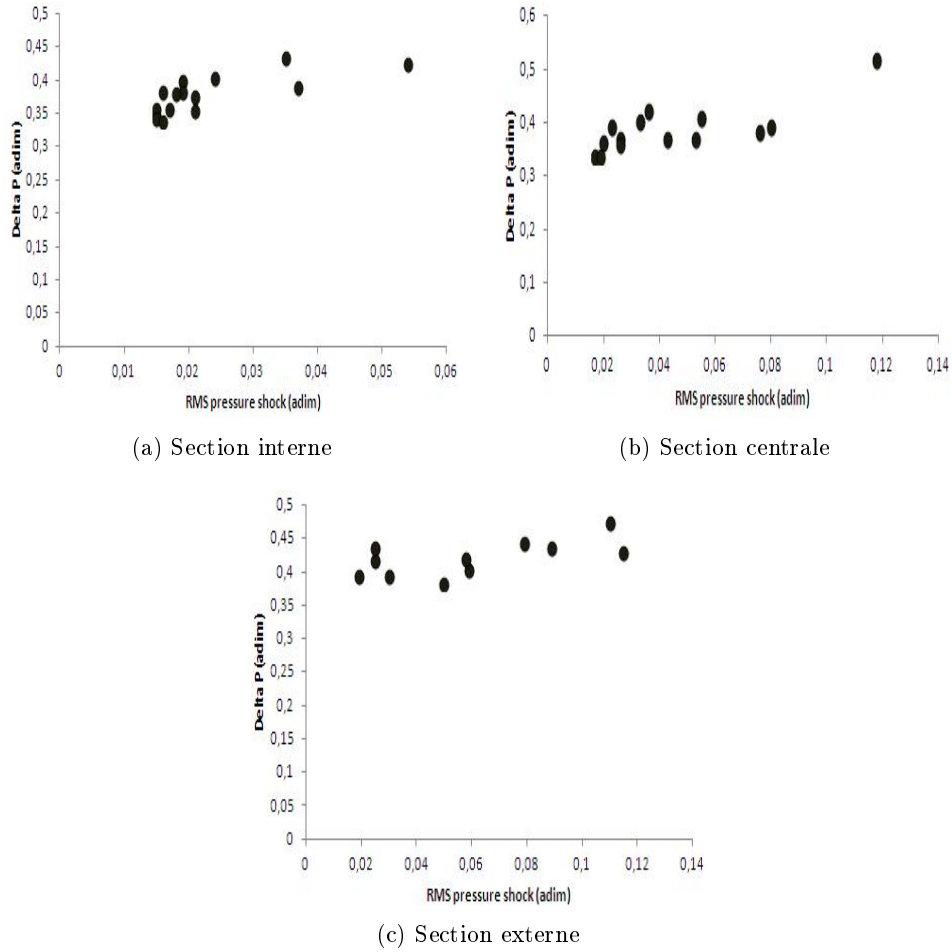 0,5
0,45
0,4
0,35
0,3
0,25
0,2
0,15
0,1
0,05
0
Delta P (adim)
0 0,01 0,02 0,03 0,04 0,05 0,06
RMS pressure shock (adim)
(a) Section interne
0,6
0,5
0,4
0,3
0,2
0,1
0
Delta P (adim)
0 0,02 0,04 0,06 0,08 0,1 0,12 0,14
RMS pressure shock (adim)
(b) Section centrale
0,5
0,45
0,4
0,35
0,3
0,25
0,2
0,15
0,1
0,05
0
Delta P (adim)
0 0,02 0,04 0,06 0,08 0,1 0,12 0,14
RMS pressure shock (adim)
(c) Section externe